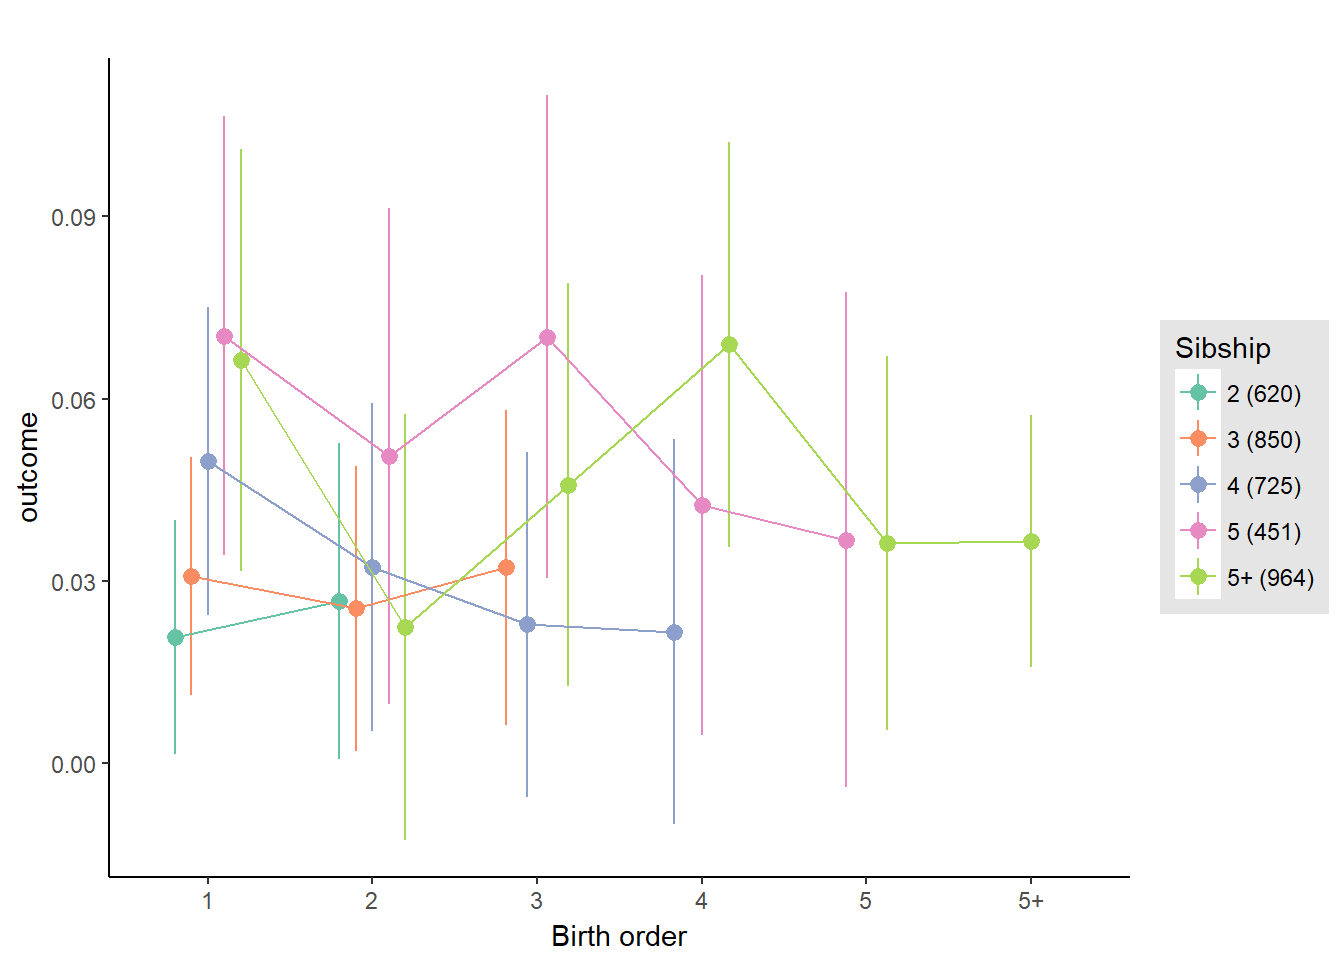 outcome
0.09
0.06
0.03
0.00
1 2 3 4 5 5+
Birth order
Sibship
2 (620)
3 (850)
4 (725)
5 (451)
5+ (964)